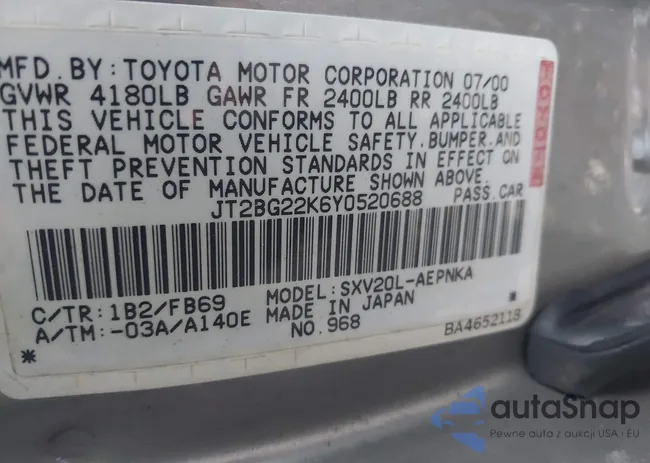 MFD. BY: TOYOTA MOTOR CORPORATION 07/00
GVWR 4180LB GAWR FR 2400LB RR 2400LB
THIS VEHICLE CONFORMS TO ALL APPLICABLE
FEDERAL MOTOR VEHICLE SAFETY.BUMPER.AND
THEFT PREVENTION STANDARDS IN EFFECT ON
THE DATE OF MANUFACTURE SHOWN ABOVE.
JT2BG22K6Y0520688 PASS.CAR
C/TR: 1B2/FB69 MODEL: SXV20L-AEPNKA
A/TM: -03A/A140E MADE IN JAPAN
* NO.968 BA4652118 *
autaSnap
Pewne auta z aukcji USA i EU